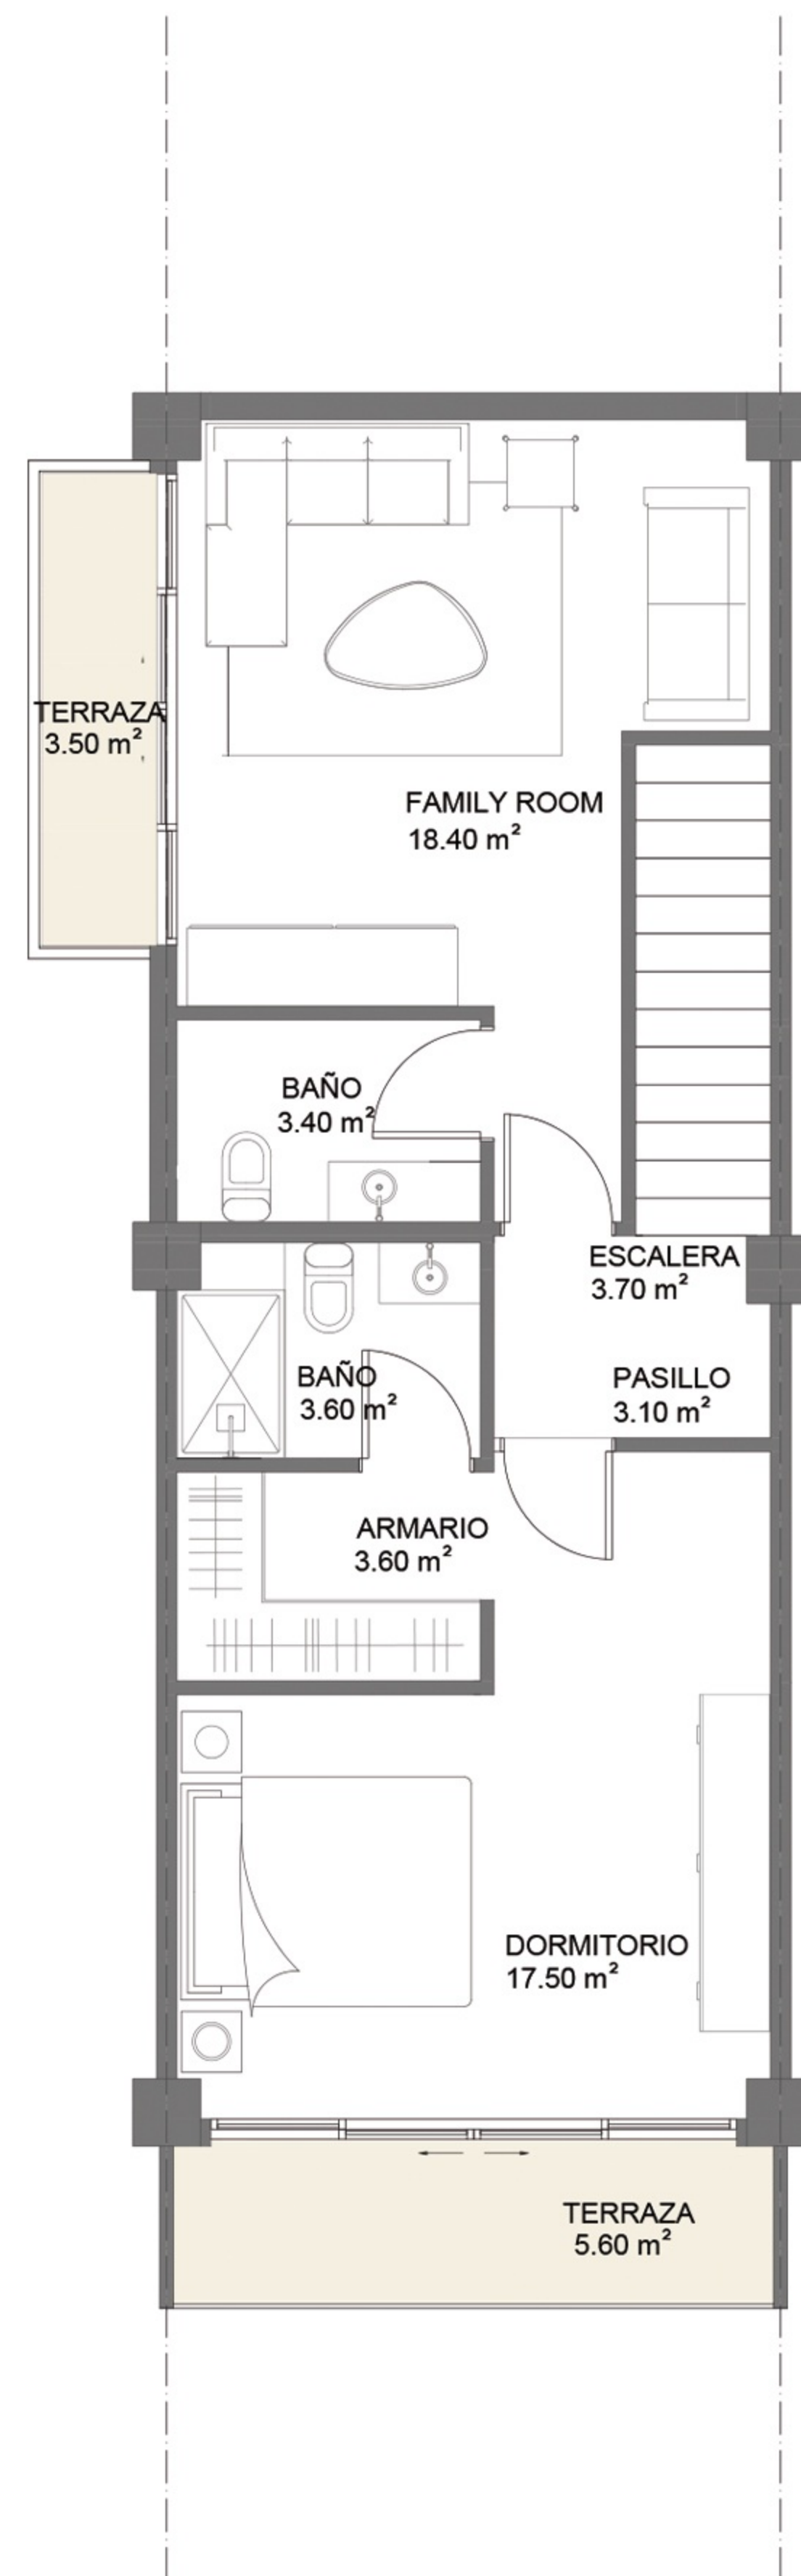 TERRAZA
3.50 m²
FAMILY ROOM
18.40 m²
BAÑO
3.40 m²
ESCALERA
3.70 m²
BAÑO
3.60 m²
PASILLO
3.10 m²
ARMARIO
3.60 m²
DORMITORIO
17.50 m²
TERRAZA
5.60 m²